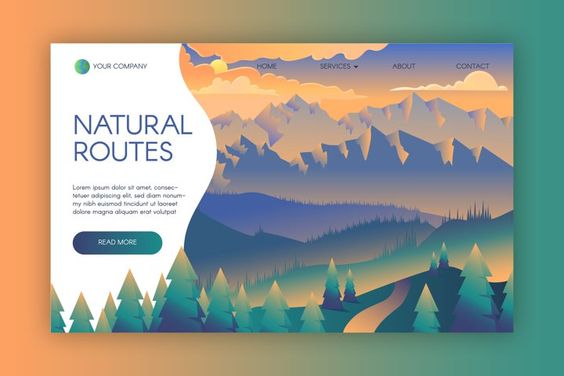 YOUR COMPANY
HOME SERVICES ABOUT CONTACT
NATURAL
ROUTES
Lorem ipsum dolor sit amet, consec-
tetuer adipiscing elit, sed diam nonum-
my nibh euismod tincidunt ut laoreet
dolore magna aliquam erat volutpat
READ MORE